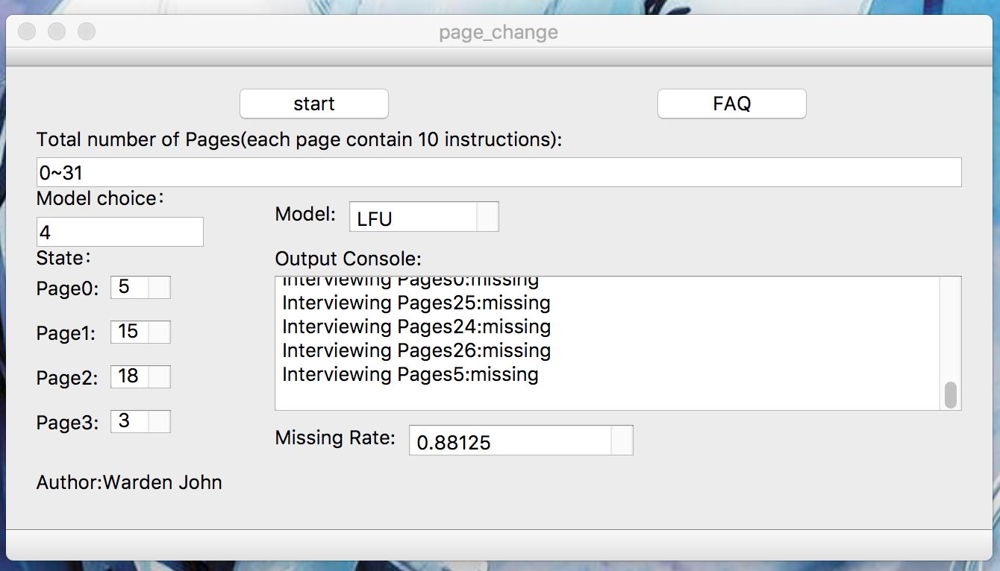 page_change
start
FAQ
Total number of Pages(each page contain 10 instructions):
0~31
Model choice：
4
Model:
LFU
State：
Output Console:
Page0:
5
Page1:
15
Page2:
18
Page3:
3
Interviewing Pages0:missing
Interviewing Pages25:missing
Interviewing Pages24:missing
Interviewing Pages26:missing
Interviewing Pages5:missing
Missing Rate:
0.88125
Author:Warden John